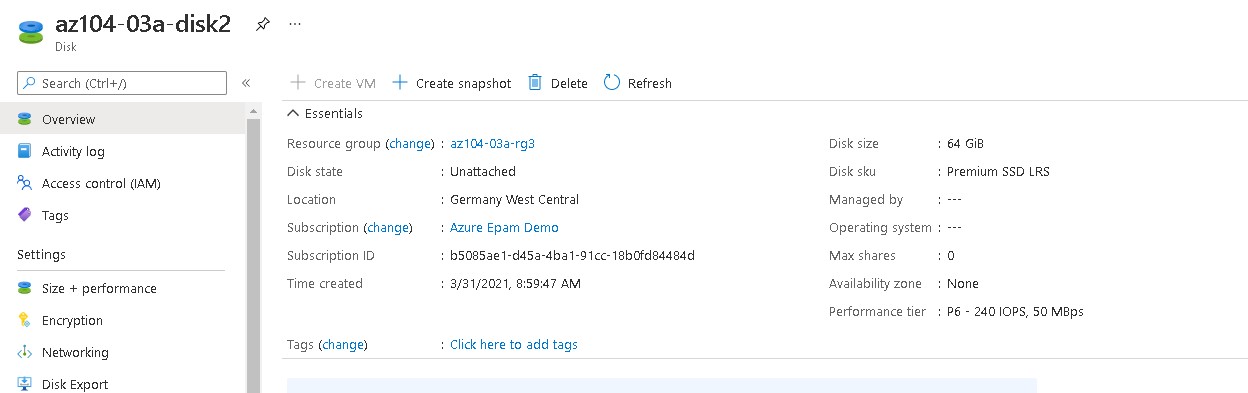 az104-03a-disk2 ...
Disk
Search (Ctrl+/) «
Overview
Activity log
Access control (IAM)
Tags
Settings
Size + performance
Encryption
Networking
Disk Export
Create VM Create snapshot Delete Refresh
Essentials
Resource group (change) : az104-03a-rg3
Disk state : Unattached
Location : Germany West Central
Subscription (change) : Azure Epam Demo
Subscription ID : b5085ae1-d45a-4ba1-91cc-18b0fd84484d
Time created : 3/31/2021, 8:59:47 AM
Tags (change) : Click here to add tags
Disk size : 64 GiB
Disk sku : Premium SSD LRS
Managed by : ---
Operating system : ---
Max shares : 0
Availability zone : None
Performance tier : P6 - 240 IOPS, 50 MBps